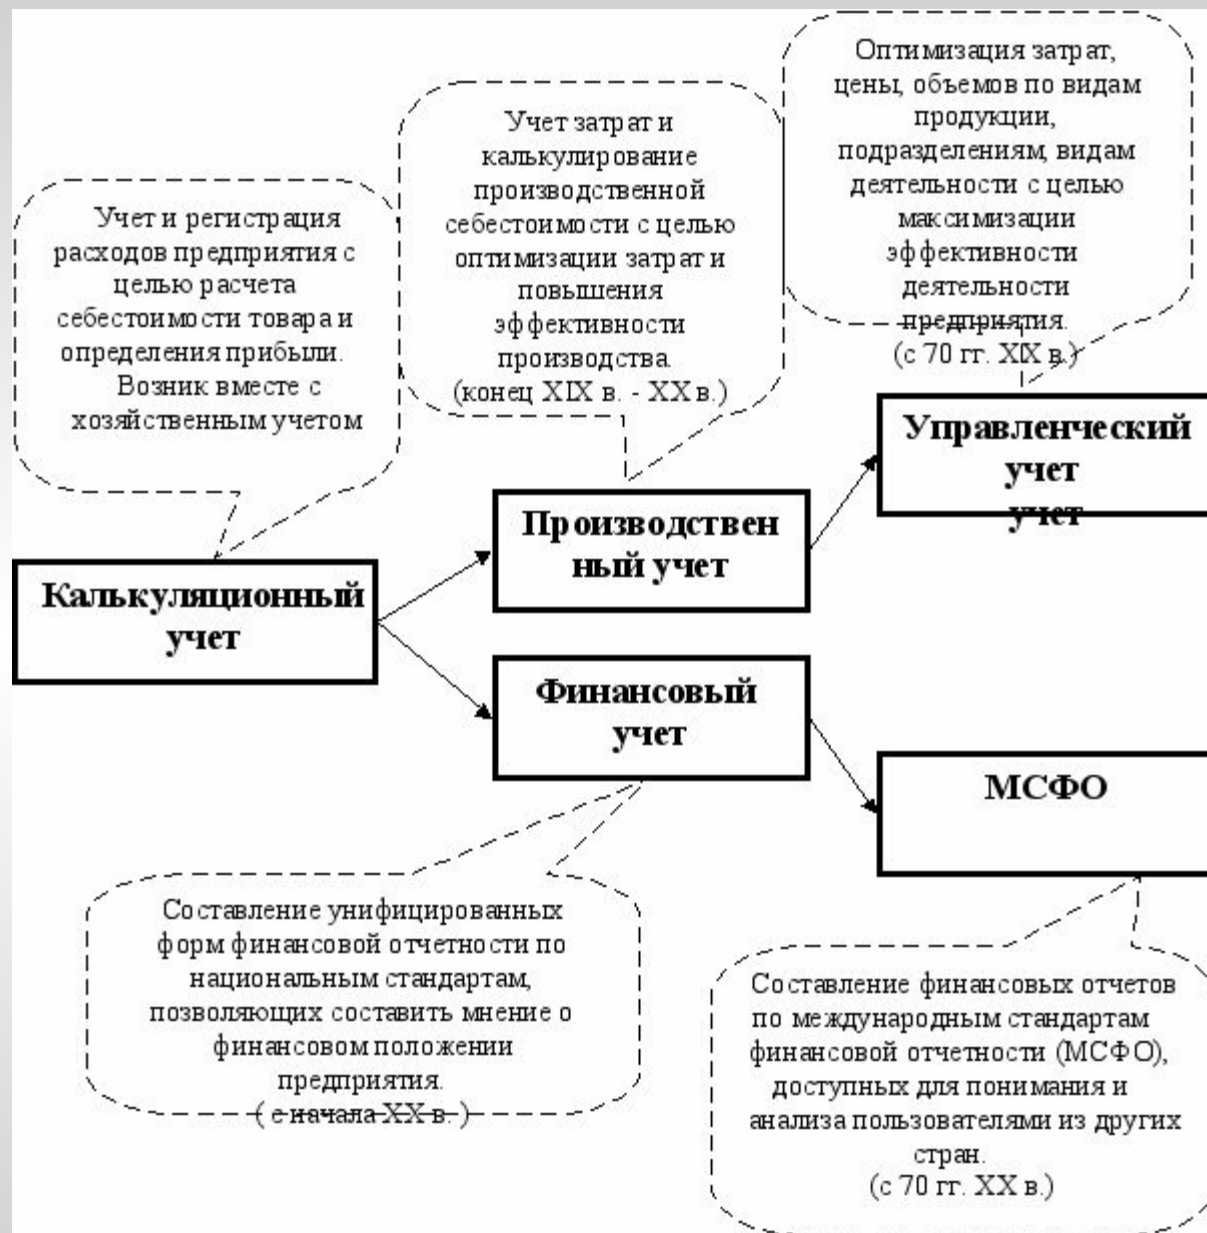 Учет и регистрация
расходов предприятия с
целью расчета
себестоимости товара и
определения прибыли.
Возник вместе с
хозяйственным учетом
Учет затрат и
калькулирование
производственной
себестоимости с целью
оптимизации затрат и
повышения
эффективности
производства.
(конец XIX в. - XX в.)
Оптимизация затрат,
цены, объемов по видам
продукции,
подразделениям, видам
деятельности с целью
максимизации
эффективности
деятельности
предприятия.
(с 70 гг. XIX в.)
Калькуляционный
учет
Производствен
ный учет
Управленческий
учет
учет
Финансовый
учет
МСФО
Составление унифицированных
форм финансовой отчетности по
национальным стандартам,
позволяющих составить мнение о
финансовом положении
предприятия.
( с начала XX в. )
Составление финансовых отчетов
по международным стандартам
финансовой отчетности (МСФО),
доступных для понимания и
анализа пользователями из других
стран.
(с 70 гг. XX в.)